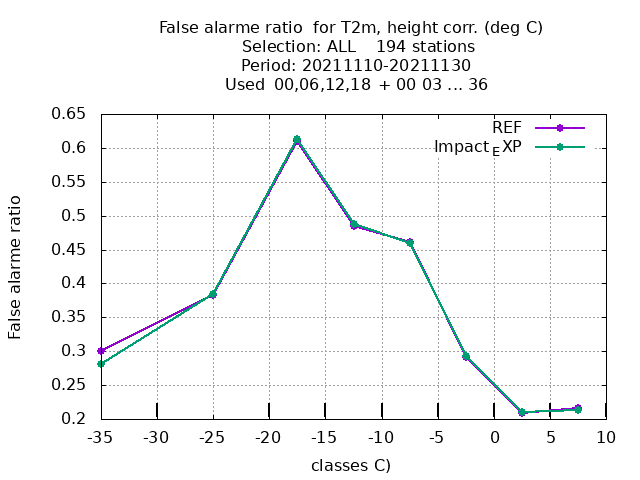 False alarme ratio  for T2m, height corr. (deg C)
Selection: ALL    194 stations
Period: 20211110-20211130
Used  00,06,12,18  + 00 03 ... 36
REF
Impact_EXP
False alarme ratio
0.65
0.6
0.55
0.5
0.45
0.4
0.35
0.3
0.25
0.2
-35 -30 -25 -20 -15 -10 -5 0 5 10
classes C)